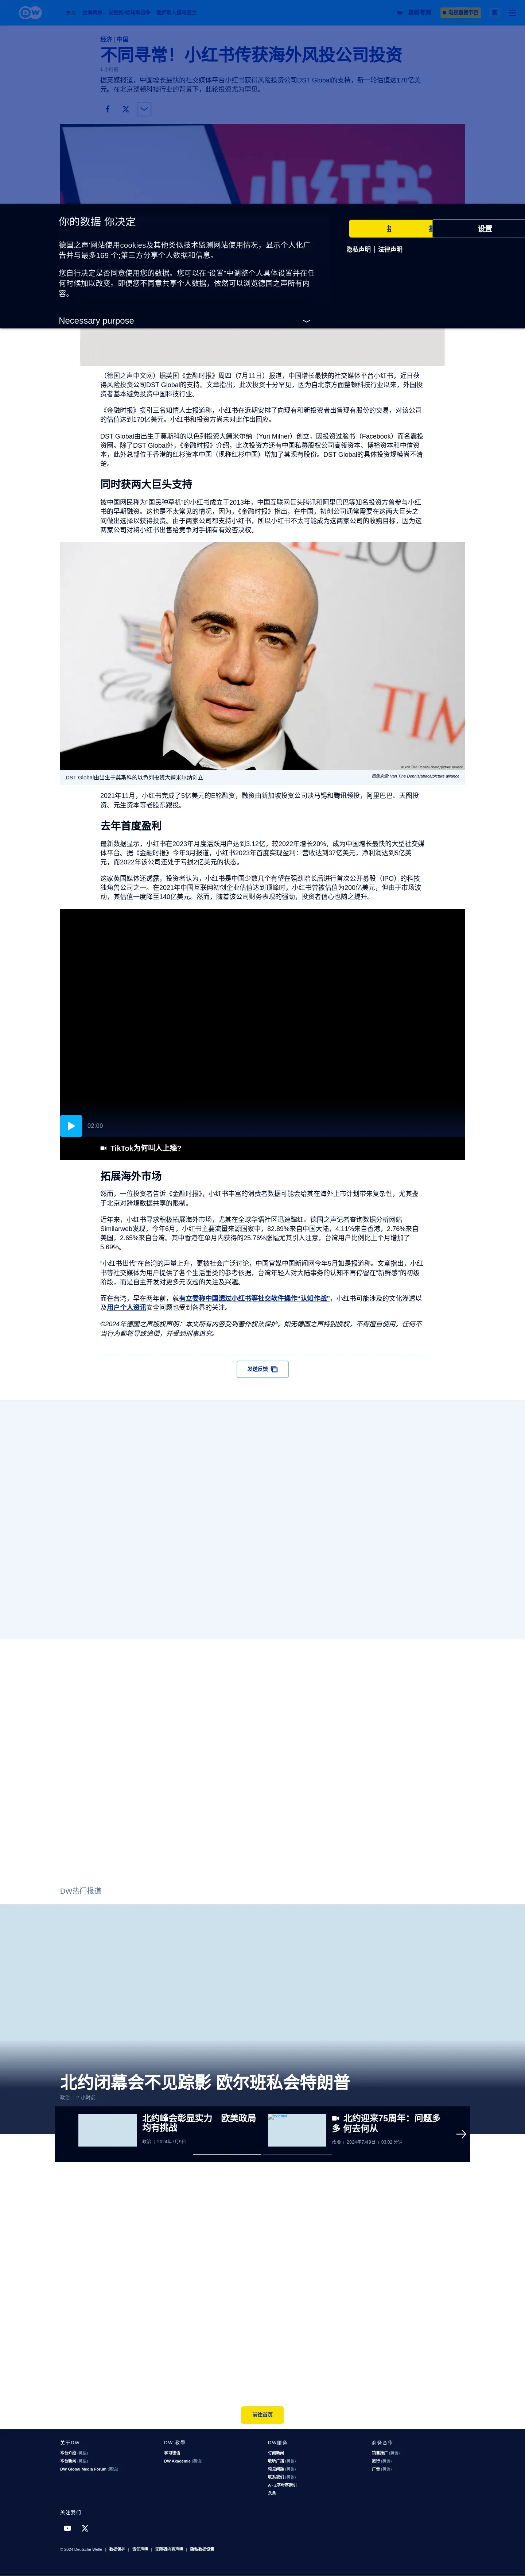 DW
经济 | 中国
不同寻常！小红书传获海外风投公司投资
据英媒报道，中国增长最快的社交媒体平台小红书获得风险投资公司DST Global的支持，新一轮估值达170亿美元。在北京整顿科技行业的背景下，此轮投资尤为罕见。
你的数据 你决定
设置
隐私声明 | 法律声明
德国之声 网站使用cookies及其他类似技术监测网站使用情况，显示个人化广告并与最多169 个;第三方分享个人数据和信息。
您自行决定是否同意使用您的数据。您可以在“设置”中调整个人具体设置并在任何时候加以改变。即使您不同意共享个人数据，依然可以浏览德国之声所有内容。
Necessary purpose
（德国之声中文网）据英国《金融时报》周四（7月11日）报道，中国增长最快的社交媒体平台小红书，近日获得风险投资公司DST Global的支持。文章指出，此次投资十分罕见，因为自北京方面整顿科技行业以来，外国投资者基本避免投资中国科技行业。
《金融时报》援引三名知情人士报道称，小红书在近期安排了向现有和新投资者出售现有股份的交易，对该公司的估值达到170亿美元。小红书和投资方尚未对此作出回应。
DST Global由出生于莫斯科的以色列投资大鳄米尔纳（Yuri Milner）创立，因投资过脸书（Facebook）而名震投资圈。除了DST Global外，《金融时报》介绍，此次投资方还有中国私募股权公司高瓴资本、博裕资本和中信资本，此外总部位于香港的红杉资本中国（现称红杉中国）增加了其现有股份。DST Global的具体投资规模尚不清楚。
同时获两大巨头支持
被中国网民称为“国民种草机”的小红书成立于2013年，中国互联网巨头腾讯和阿里巴巴等知名投资方曾参与小红书的早期融资。这也是不太常见的情况，因为，《金融时报》指出，在中国，初创公司通常需要在这两大巨头之间做出选择以获得投资。由于两家公司都支持小红书，所以小红书不太可能成为这两家公司的收购目标，因为这两家公司对将小红书出售给竞争对手拥有有效否决权。
DST Global由出生于莫斯科的以色列投资大鳄米尔纳创立
图像来源: Van Tine Dennis/abaca/picture alliance
2021年11月，小红书完成了5亿美元的E轮融资，融资由新加坡投资公司淡马锡和腾讯领投，阿里巴巴、天图投资、元生资本等老股东跟投。
去年首度盈利
最新数据显示，小红书在2023年月度活跃用户达到3.12亿，较2022年增长20%，成为中国增长最快的大型社交媒体平台。据《金融时报》今年3月报道，小红书2023年首度实现盈利：营收达到37亿美元，净利润达到5亿美元，而2022年该公司还处于亏损2亿美元的状态。
这家英国媒体还透露，投资者认为，小红书是中国少数几个有望在强劲增长后进行首次公开募股（IPO）的科技独角兽公司之一。在2021年中国互联网初创企业估值达到顶峰时，小红书曾被估值为200亿美元，但由于市场波动，其估值一度降至140亿美元。然而，随着该公司财务表现的强劲，投资者信心也随之提升。
02:00
TikTok为何叫人上瘾?
拓展海外市场
然而，一位投资者告诉《金融时报》，小红书丰富的消费者数据可能会给其在海外上市计划带来复杂性，尤其鉴于北京对跨境数据共享的限制。
近年来，小红书寻求积极拓展海外市场，尤其在全球华语社区迅速蹿红。德国之声记者查询数据分析网站Similarweb发现，今年6月，小红书主要流量来源国家中，82.89%来自中国大陆，4.11%来自香港，2.76%来自美国，2.65%来自台湾。其中香港在单月内获得的25.76%涨幅尤其引人注意，台湾用户比例比上个月增加了5.69%。
“小红书世代”在台湾的声量上升，更被社会广泛讨论，中国官媒中国新闻网今年5月如是报道称。文章指出，小红书等社交媒体为用户提供了各个生活垂类的参考依据，台湾年轻人对大陆事务的认知不再停留在“新鲜感”的初级阶段，而是自主开发对更多元议题的关注及兴趣。
而在台湾，早在两年前，就有立委称中国透过小红书等社交软件操作“认知作战”，小红书可能涉及的文化渗透以及用户个人资讯安全问题也受到各界的关注。
©2024年德国之声版权声明：本文所有内容受到著作权法保护，如无德国之声特别授权，不得擅自使用。任何不当行为都将导致追偿，并受到刑事追究。
发送反馈
DW热门报道
北约闭幕会不见踪影 欧尔班私会特朗普
政治
北约峰会彰显实力 欧美政局均有挑战
政治 | 2024年7月9日
北约迎来75周年：问题多多 何去何从
政治 | 2024年7月9日 | 03:02 分钟
前往首页
关于DW
本台介绍 (英语)
本台新闻 (英语)
DW Global Media Forum (英语)
DW 教学
学习德语
DW Akademie (英语)
DW服务
订阅新闻
收听广播 (英语)
常见问题 (英语)
联系我们 (英语)
A - Z字母序索引
头条
商务合作
销售推广 (英语)
旅行 (英语)
广告 (英语)
关注我们
© 2024 Deutsche Welle | 数据保护 | 责任声明 | 无障碍内容声明 | 隐私数据设置